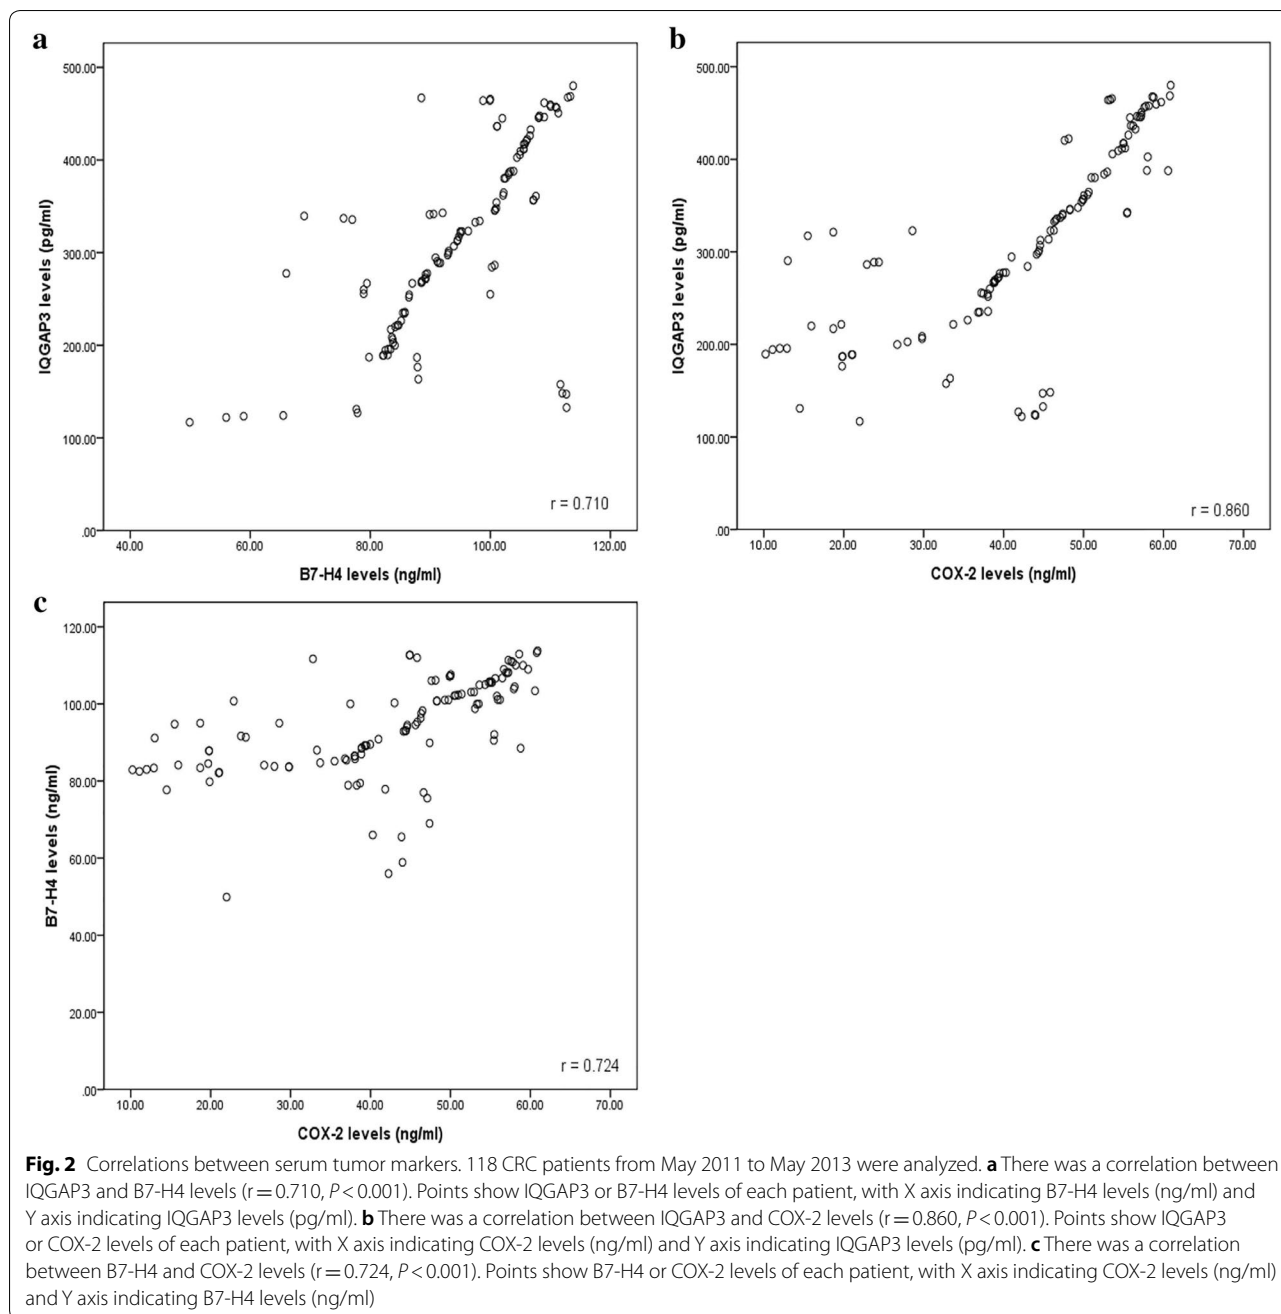 a
500.00
400.00
300.00
200.00
100.00
.00
IQGAP3 levels (pg/ml)
40.00 60.00 80.00 100.00 120.00
B7-H4 levels (ng/ml)
r = 0.710
b
500.00
400.00
300.00
200.00
100.00
.00
IQGAP3 levels (pg/ml)
10.00 20.00 30.00 40.00 50.00 60.00 70.00
COX-2 levels (ng/ml)
r = 0.860
c
120.00
100.00
80.00
60.00
40.00
20.00
.00
B7-H4 levels (ng/ml)
10.00 20.00 30.00 40.00 50.00 60.00 70.00
COX-2 levels (ng/ml)
r = 0.724
Fig. 2 Correlations between serum tumor markers. 118 CRC patients from May 2011 to May 2013 were analyzed. a There was a correlation between
IQGAP3 and B7-H4 levels (r = 0.710, P < 0.001). Points show IQGAP3 or B7-H4 levels of each patient, with X axis indicating B7-H4 levels (ng/ml) and
Y axis indicating IQGAP3 levels (pg/ml). b There was a correlation between IQGAP3 and COX-2 levels (r = 0.860, P < 0.001). Points show IQGAP3
or COX-2 levels of each patient, with X axis indicating COX-2 levels (ng/ml) and Y axis indicating IQGAP3 levels (pg/ml). c There was a correlation
between B7-H4 and COX-2 levels (r = 0.724, P < 0.001). Points show B7-H4 or COX-2 levels of each patient, with X axis indicating COX-2 levels (ng/ml)
and Y axis indicating B7-H4 levels (ng/ml)